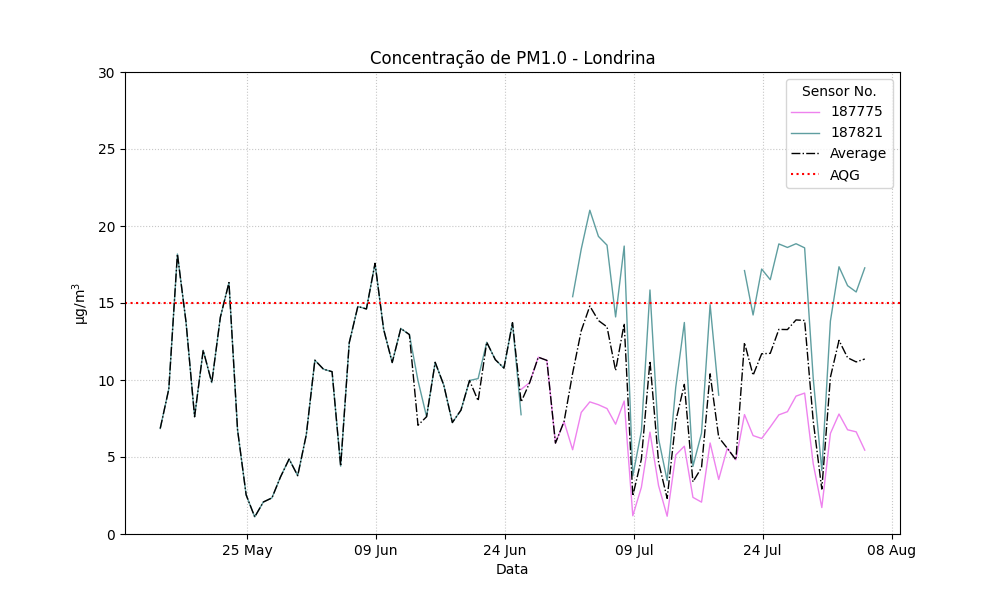 Concentração de PM1.0 - Londrina
30
25
20
15
10
5
0
µg/m³
25 May
09 Jun
24 Jun
09 Jul
24 Jul
08 Aug
Data
Sensor No.
187775
187821
Average
AQG